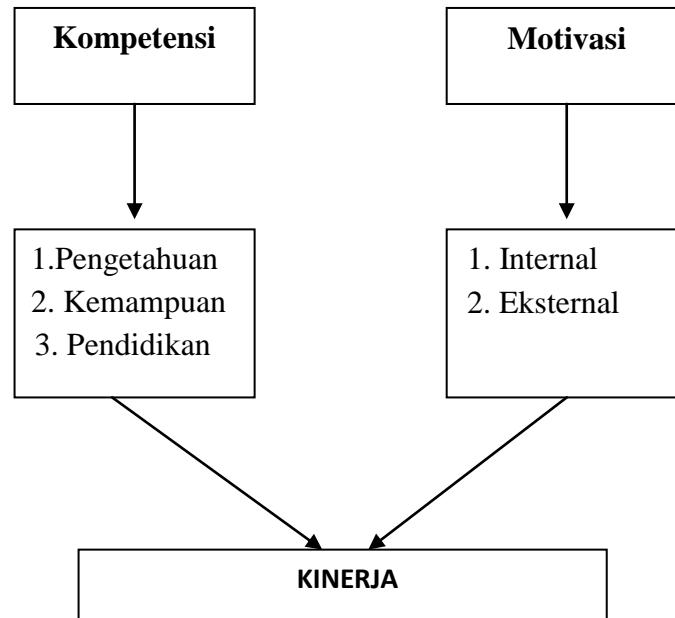 Kompetensi
Motivasi
1.Pengetahuan
2. Kemampuan
3. Pendidikan
1. Internal
2. Eksternal
KINERJA